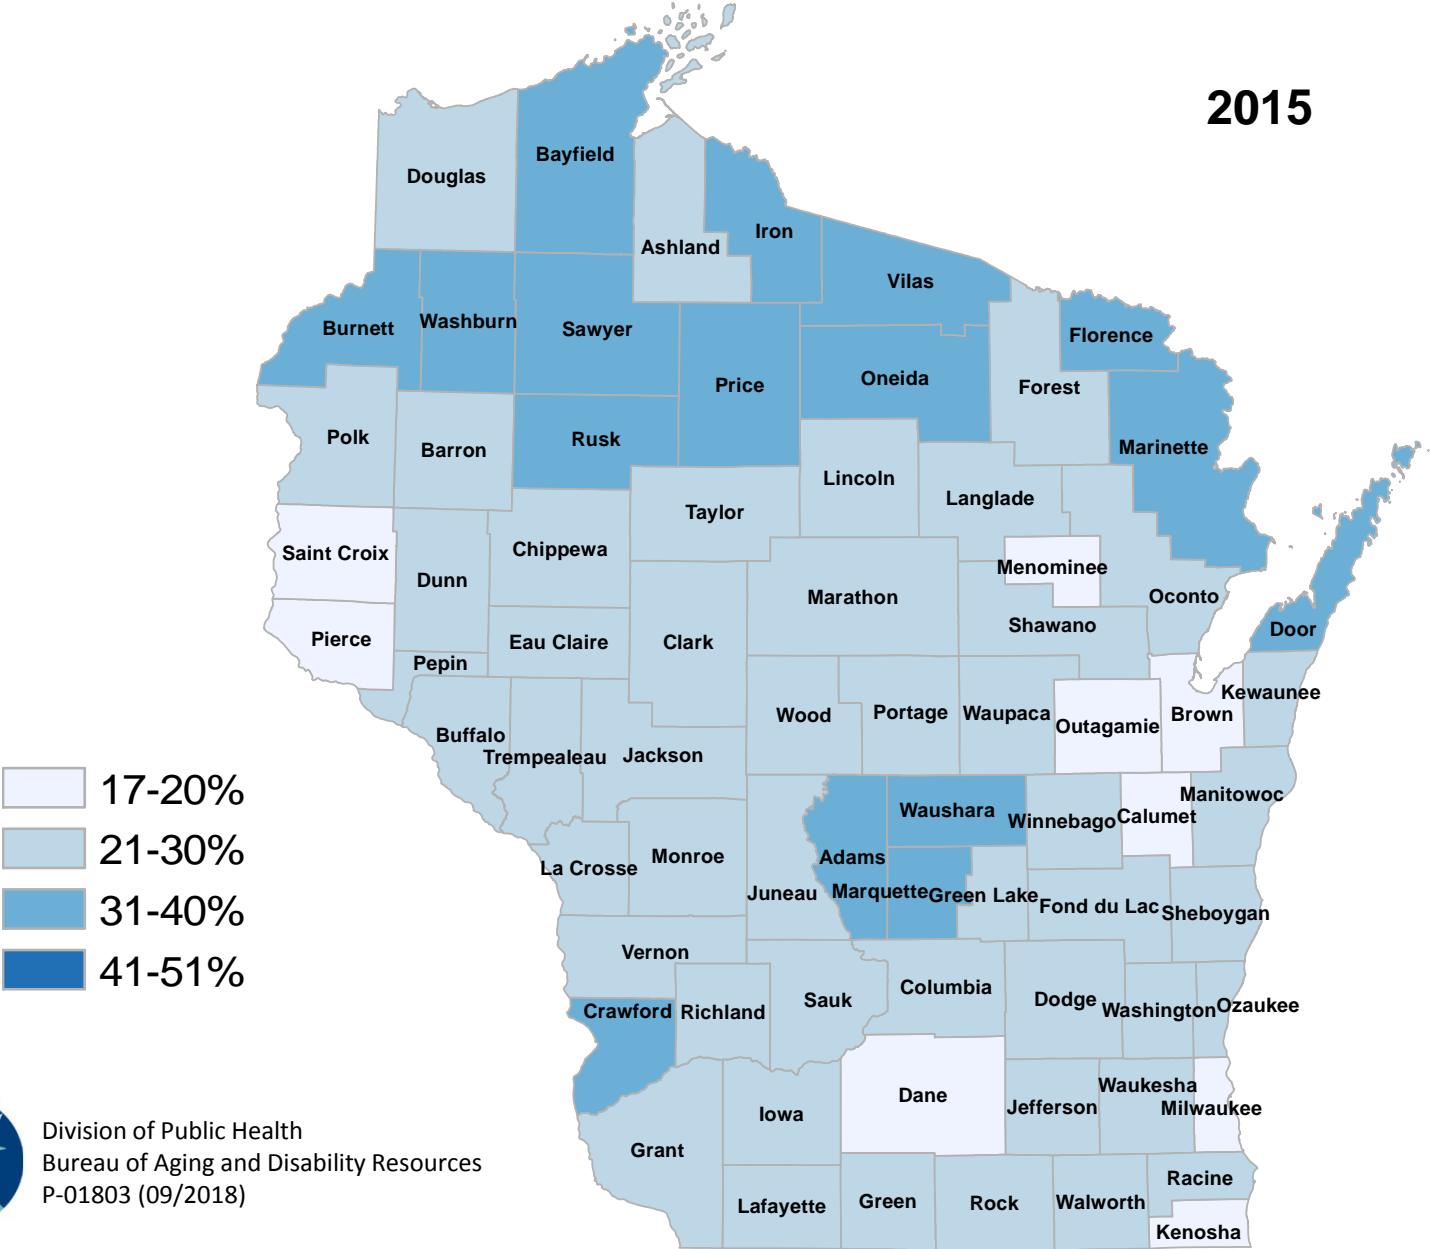 2015
Bayfield
Douglas
Iron
Ashland
Vilas
Washburn
Burnett
Sawyer
Florence
Oneida
Price
Forest
Polk
Rusk
Marinette
Barron
Lincoln
Langlade
Taylor
Saint Croix
Chippewa
Menominee
Dunn
Marathon
Oconto
Shawano
Door
Pierce
Eau Claire
Clark
Pepin
Kewaunee
Wood
Portage
Waupaca
Brown
Outagamie
Buffalo
Trempealeau
Jackson
17-20%
Manitowoc
Waushara
Winnebago
Calumet
21-30%
Monroe
Adams
La Crosse
Juneau
Marquette
Green Lake
Fond du Lac
Sheboygan
31-40%
Vernon
41-51%
Columbia
Sauk
Dodge
Ozaukee
Washington
Crawford
Richland
Waukesha
Dane
Jefferson
Milwaukee
Iowa
Division of Public Health
Grant
Bureau of Aging and Disability Resources
P-01803 (09/2018)
Racine
Lafayette
Green
Rock
Walworth
Kenosha